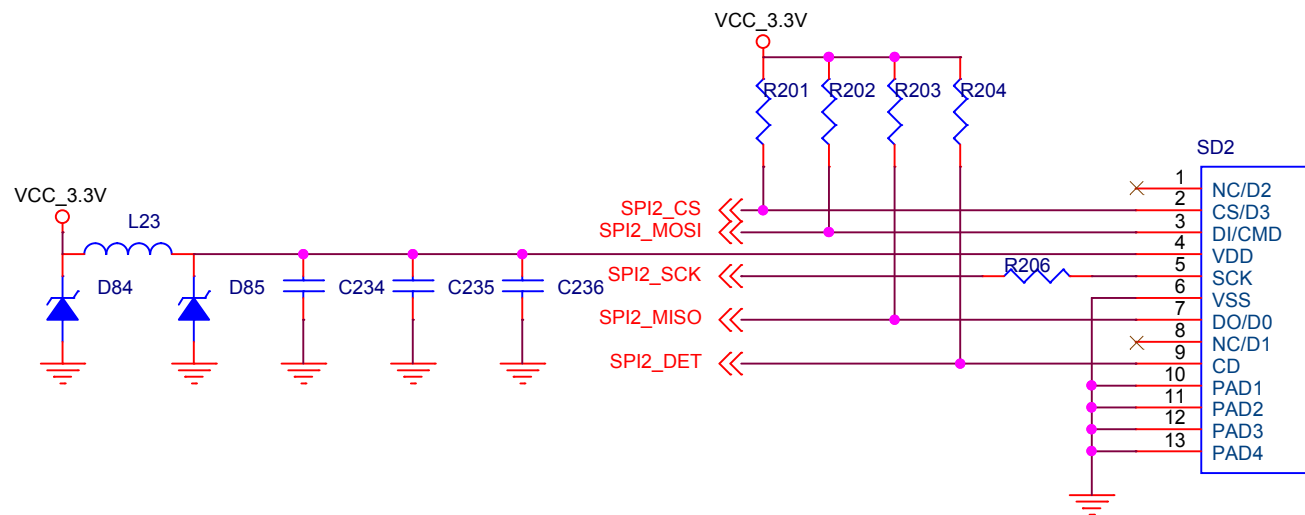 VCC_3.3V
R201 R202 R203 R204
SD2
VCC_3.3V
L23
D84 D85 C234 C235 C236
SPI2_CS
SPI2_MOSI
SPI2_SCK
R206
SPI2_MISO
SPI2_DET
1 NC/D2
2 CS/D3
3 DI/CMD
4 VDD
5 SCK
6 VSS
7 DO/D0
8 NC/D1
9 CD
10 PAD1
11 PAD2
12 PAD3
13 PAD4